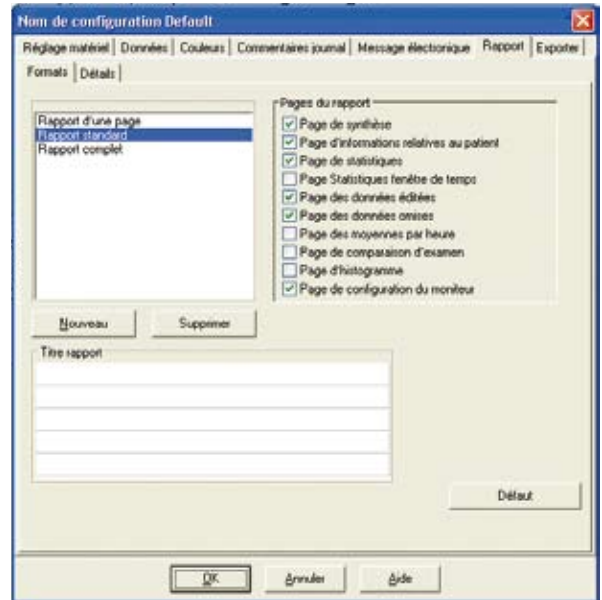 Nom de configuration Default
Réglage matériel Données Couleurs Commentaires journal Message électronique Rapport Exporter
Formats Détails
Rapport d'une page
Rapport standard
Rapport complet
Pages du rapport
Page de synthèse
Page d'informations relatives au patient
Page de statistiques
Page Statistiques fenêtre de temps
Page des données éditées
Page des données omises
Page des moyennes par heure
Page de comparaison d'examen
Page d'histogramme
Page de configuration du moniteur
Nouveau Supprimer
Titre rapport
Défaut
OK Annuler Aide